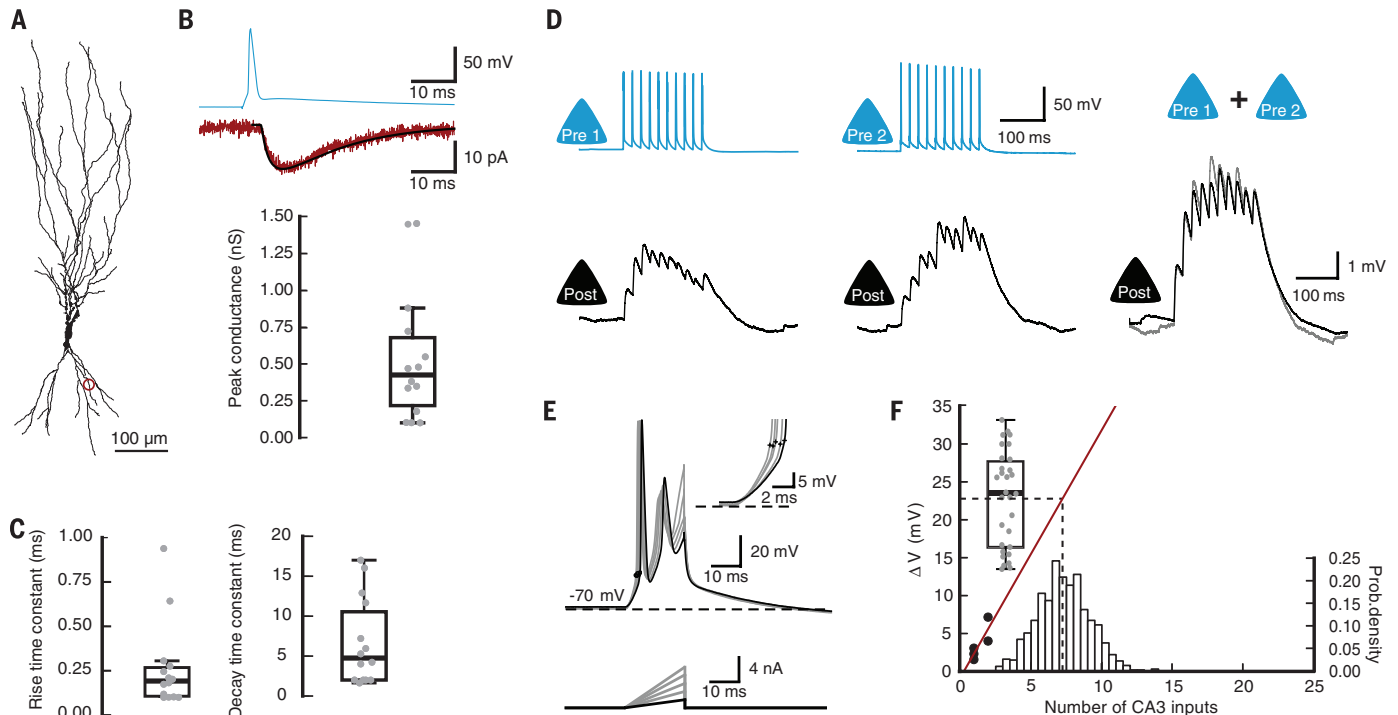 A
100 µm
B
50 mV
10 ms
10 pA
10 ms
Peak conductance (nS)
1.50
1.25
1.00
0.75
0.50
0.25
0.00
C
Rise time constant (ms)
1.00
0.75
0.50
0.25
0.00
Decay time constant (ms)
20
15
10
5
0
D
Pre 1
Pre 2
50 mV
100 ms
Pre 1 + Pre 2
Post
Post
Post
1 mV
100 ms
E
5 mV
2 ms
20 mV
10 ms
-70 mV
4 nA
10 ms
F
Δ V (mV)
35
30
25
20
15
10
5
0
0 5 10 15 20 25
Number of CA3 inputs
0.25
0.20
0.15
0.10
0.05
0.00
Prob.density